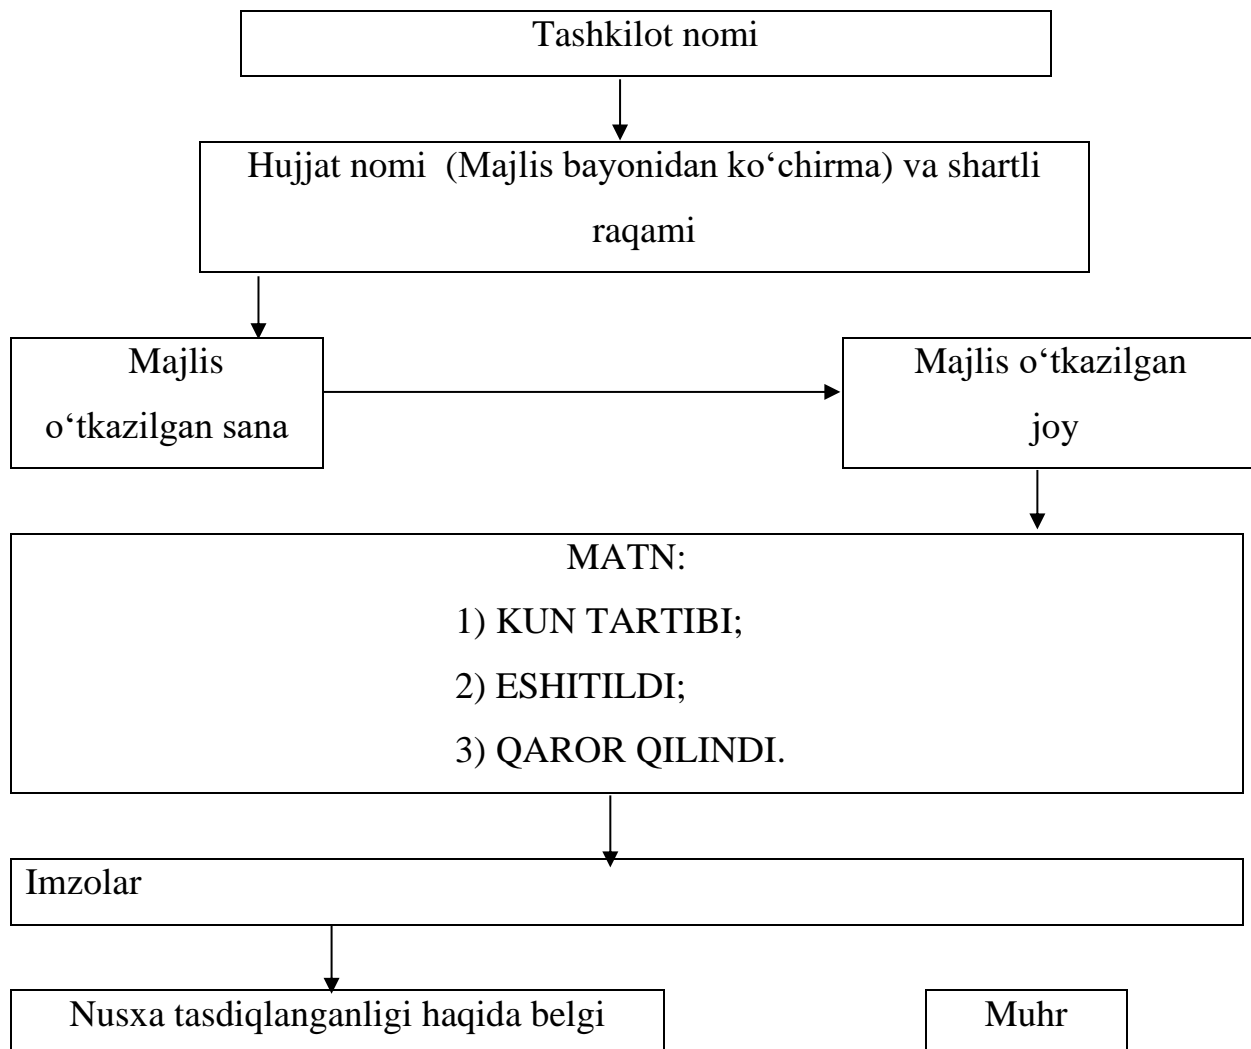 Tashkilot nomi
Hujjat nomi (Majlis bayonidan ko‘chirma) va shartli
raqami
Majlis
o‘tkazilgan sana
Majlis o‘tkazilgan
joy
MATN:
1) KUN TARTIBI;
2) ESHITILDI;
3) QAROR QILINDI.
Imzolar
Nusxa tasdiqlanganligi haqida belgi
Muhr